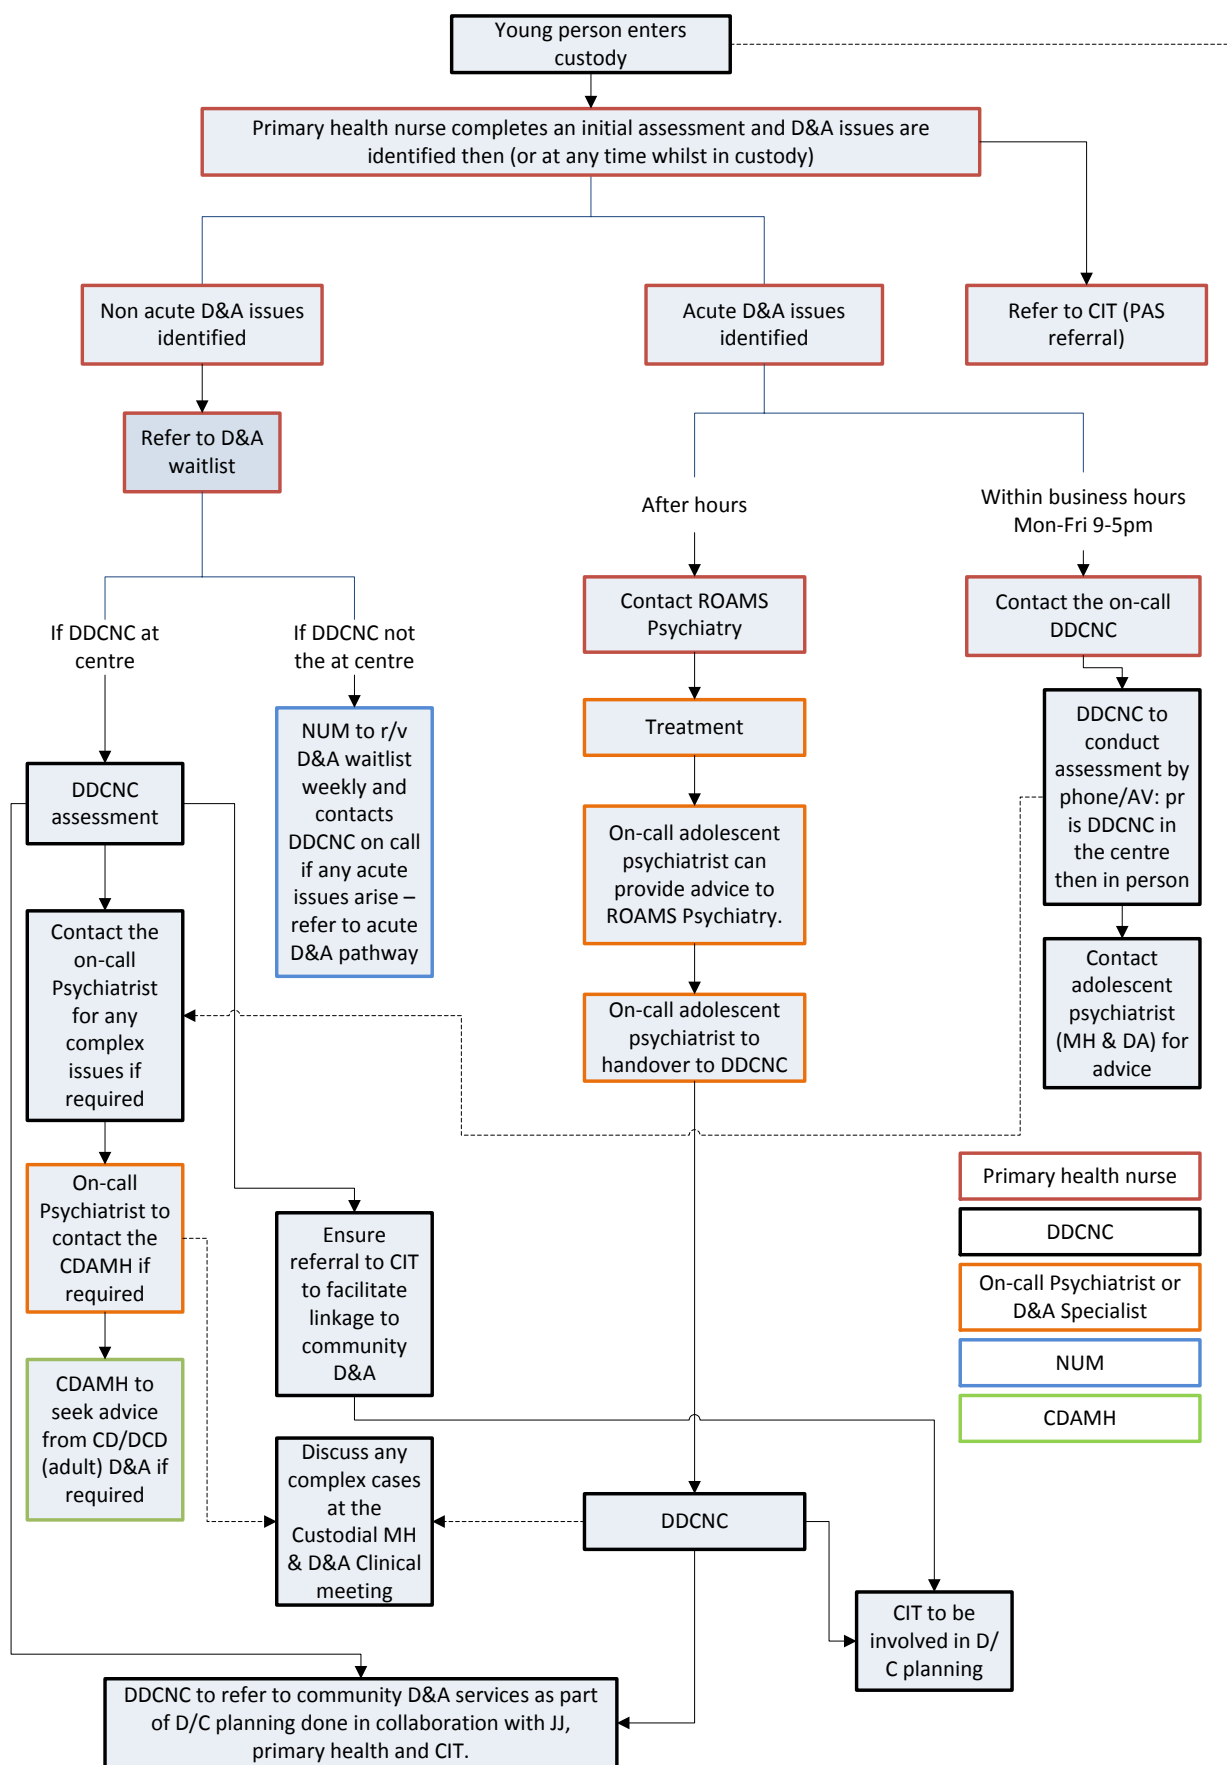 Young person enters
custody
Primary health nurse completes an initial assessment and D&A issues are
identified then (or at any time whilst in custody)
Non acute D&A issues
identified
Acute D&A issues
identified
Refer to CIT (PAS
referral)
Refer to D&A
waitlist
After hours
Within business hours
Mon-Fri 9-5pm
If DDCNC at
centre
If DDCNC not
the at centre
Contact ROAMS
Psychiatry
Contact the on-call
DDCNC
DDCNC
assessment
NUM to r/v
D&A waitlist
weekly and
contacts
DDCNC on call
if any acute
issues arise –
refer to acute
D&A pathway
Treatment
DDCNC to
conduct
assessment by
phone/AV: pr
is DDCNC in
the centre
then in person
On-call adolescent
psychiatrist can
provide advice to
ROAMS Psychiatry.
Contact the
on-call
Psychiatrist
for any
complex
issues if
required
On-call adolescent
psychiatrist to
handover to DDCNC
Contact
adolescent
psychiatrist
(MH & DA) for
advice
On-call
Psychiatrist to
contact the
CDAMH if
required
Ensure
referral to CIT
to facilitate
linkage to
community
D&A
Primary health nurse
DDCNC
On-call Psychiatrist or
D&A Specialist
NUM
CDAMH
CDAMH to
seek advice
from CD/DCD
(adult) D&A if
required
Discuss any
complex cases
at the
Custodial MH
& D&A Clinical
meeting
DDCNC
CIT to be
involved in D/
C planning
DDCNC to refer to community D&A services as part
of D/C planning done in collaboration with JJ,
primary health and CIT.